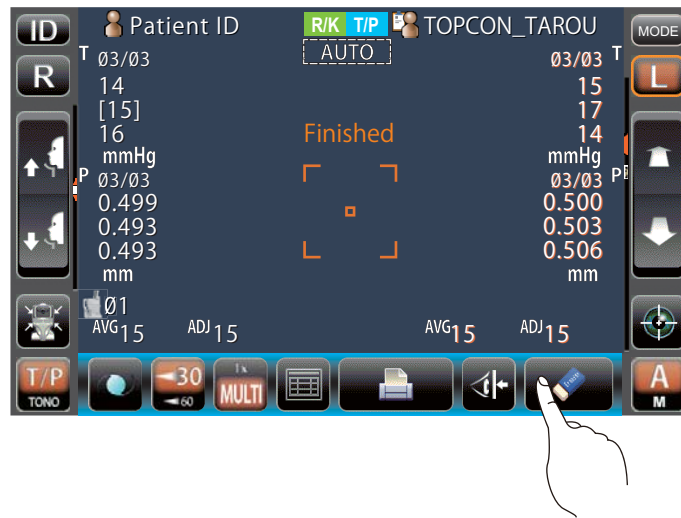 ID Patient ID R/K T/P TOPCON_TAROU MODE
AUTO
R T Ø3/Ø3 Ø3/Ø3 T L
14 15
[15] 17
16 Finished 14
mmHg mmHg
P Ø3/Ø3 Ø3/Ø3 P
0.499 0.500
0.493 0.503
0.493 0.506
mm mm
Ø1
AVG15 ADJ15 AVG15 ADJ15
T/P TONO 30 60 1x MULTI A M